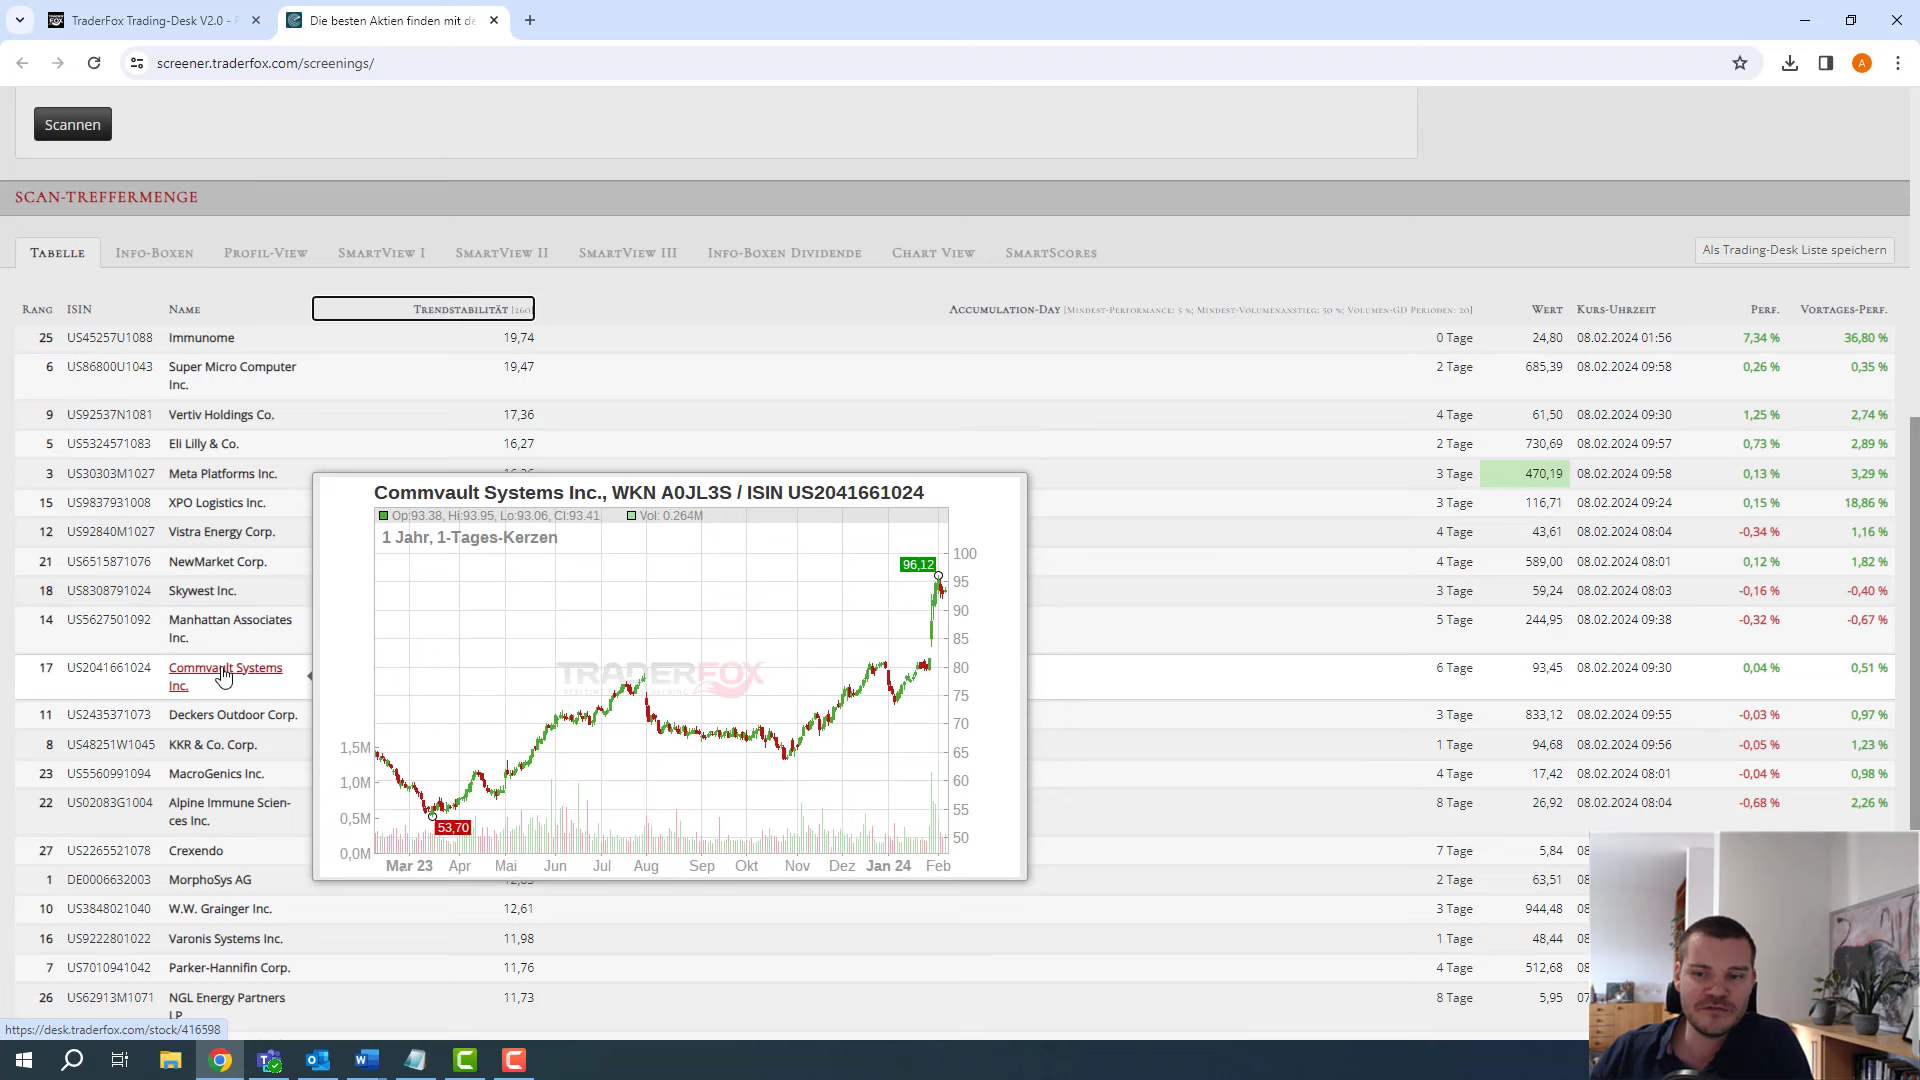 TraderFox Trading-Desk V2.0 -
Die besten Aktien finden mit de
screener.traderfox.com/screenings/
A
Scannen
SCAN-TREFFERMENGE
Tabelle Info-Boxen Profil-View SmartView I SmartView II SmartView III Info-Boxen Dividende Chart View SmartScores
Als Trading-Desk Liste speichern
Rang ISIN Name Trendstabilität [260] Accumulation-Day [Mindest-Performance: 5 %; Mindest-Volumenanstieg: 50 %; Volumen-GD Perioden: 20] Wert Kurs-Uhrzeit Perf. Vortages-Perf.
25 US45257U1088 Immunome 19,74 0 Tage 24,80 08.02.2024 01:56 7,34 % 36,80 %
6 US86800U1043 Super Micro Computer 19,47 2 Tage 685,39 08.02.2024 09:58 0,26 % 0,35 %
Inc.
9 US92537N1081 Vertiv Holdings Co. 17,36 4 Tage 61,50 08.02.2024 09:30 1,25 % 2,74 %
5 US5324571083 Eli Lilly & Co. 16,27 2 Tage 730,69 08.02.2024 09:57 0,73 % 2,89 %
3 US30303M1027 Meta Platforms Inc. 3 Tage 470,19 08.02.2024 09:58 0,13 % 3,29 %
15 US9837931008 XPO Logistics Inc. 3 Tage 116,71 08.02.2024 09:24 0,15 % 18,86 %
12 US92840M1027 Vistra Energy Corp. 4 Tage 43,61 08.02.2024 08:04 -0,34 % 1,16 %
21 US6515871076 NewMarket Corp. 4 Tage 589,00 08.02.2024 08:01 0,12 % 1,82 %
18 US8308791024 Skywest Inc. 4 Tage 59,24 08.02.2024 08:03 -0,16 % -0,40 %
14 US5627501092 Manhattan Associates 5 Tage 244,95 08.02.2024 09:38 -0,32 % -0,67 %
Inc.
17 US2041661024 Commvault Systems 6 Tage 93,45 08.02.2024 09:30 0,04 % 0,51 %
Inc.
11 US2435371073 Deckers Outdoor Corp. 3 Tage 833,12 08.02.2024 09:55 -0,03 % 0,97 %
8 US48251W1045 KKR & Co. Corp. 1 Tage 94,68 08.02.2024 09:56 -0,05 % 1,23 %
23 US5560991094 MacroGenics Inc. 4 Tage 17,42 08.02.2024 08:01 -0,04 % 0,98 %
22 US02083G1004 Alpine Immune Scien- 8 Tage 26,92 08.02.2024 08:04 -0,68 % 2,26 %
ces Inc.
27 US2265521078 Crexendo 7 Tage 5,84 08
1 DE0006632003 MorphoSys AG 2 Tage 63,51 08
10 US3848021040 W.W. Grainger Inc. 12,61 3 Tage 944,48 08
16 US9222801022 Varonis Systems Inc. 11,98 1 Tage 48,44 08
7 US7010941042 Parker-Hannifin Corp. 11,76 4 Tage 512,68 08
26 US62913M1071 NGL Energy Partners 11,73 8 Tage 5,95 07
LP
Commvault Systems Inc., WKN A0JL3S / ISIN US2041661024
Op:93.38, Hi:93.95, Lo:93.06, Cl:93.41 Vol: 0.264M
1 Jahr, 1-Tages-Kerzen
96,12
53,70
TRADERFOX
100
95
90
85
80
75
70
65
60
55
50
1,5M
1,0M
0,5M
0,0M
Mar 23 Apr Mai Jun Jul Aug Sep Okt Nov Dez Jan 24 Feb
https://desk.traderfox.com/stock/416598